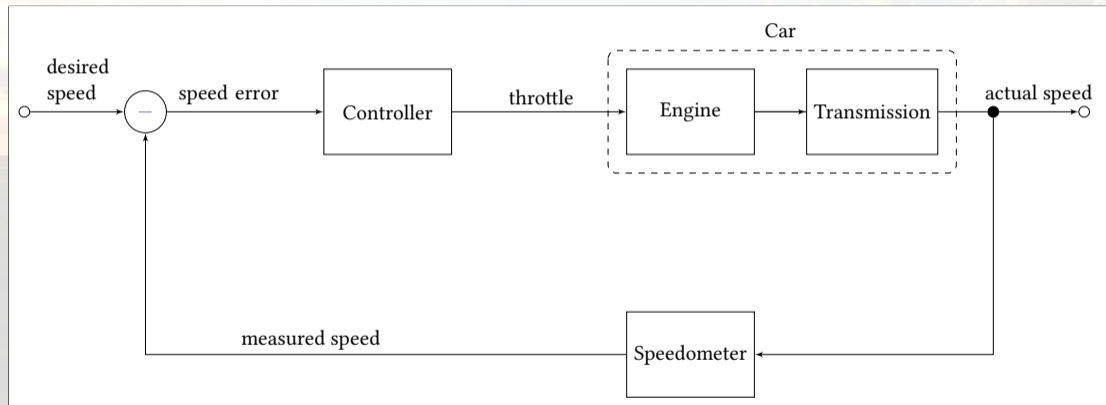 Car
desired
speed
−
speed error
Controller
throttle
Engine
Transmission
actual speed
measured speed
Speedometer